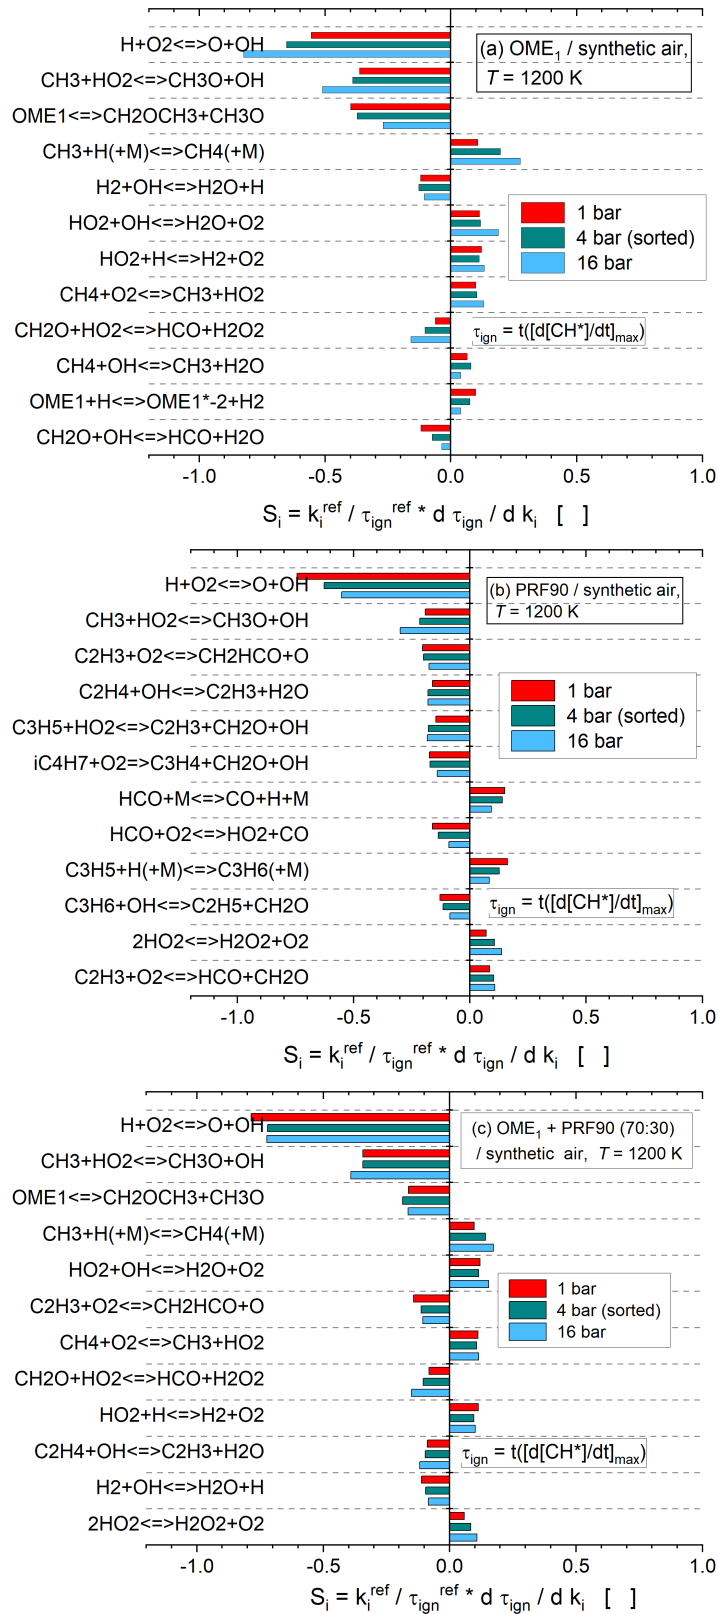 H+O2<=>O+OH
(a) OME₁ / synthetic air,
T = 1200 K
CH3+HO2<=>CH3O+OH
OME1<=>CH2OCH3+CH3O
CH3+H(+M)<=>CH4(+M)
H2+OH<=>H2O+H
HO2+OH<=>H2O+O2
HO2+H<=>H2+O2
CH4+O2<=>CH3+HO2
CH2O+HO2<=>HCO+H2O2
CH4+OH<=>CH3+H2O
OME1+H<=>OME1*-2+H2
CH2O+OH<=>HCO+H2O
1 bar
4 bar (sorted)
16 bar
τign = t([d[CH*]/dt]max)
-1.0 -0.5 0.0 0.5 1.0
Si = kiref / τignref * d τign / d ki [ ]
H+O2<=>O+OH
(b) PRF90 / synthetic air,
T = 1200 K
CH3+HO2<=>CH3O+OH
C2H3+O2<=>CH2HCO+O
C2H4+OH<=>C2H3+H2O
C3H5+HO2<=>C2H3+CH2O+OH
iC4H7+O2=>C3H4+CH2O+OH
HCO+M<=>CO+H+M
HCO+O2<=>HO2+CO
C3H5+H(+M)<=>C3H6(+M)
C3H6+OH<=>C2H5+CH2O
2HO2<=>H2O2+O2
C2H3+O2<=>HCO+CH2O
1 bar
4 bar (sorted)
16 bar
τign = t([d[CH*]/dt]max)
-1.0 -0.5 0.0 0.5 1.0
Si = kiref / τignref * d τign / d ki [ ]
H+O2<=>O+OH
(c) OME₁ + PRF90 (70:30)
/ synthetic air, T = 1200 K
CH3+HO2<=>CH3O+OH
OME1<=>CH2OCH3+CH3O
CH3+H(+M)<=>CH4(+M)
HO2+OH<=>H2O+O2
C2H3+O2<=>CH2HCO+O
CH4+O2<=>CH3+HO2
CH2O+HO2<=>HCO+H2O2
HO2+H<=>H2+O2
C2H4+OH<=>C2H3+H2O
H2+OH<=>H2O+H
2HO2<=>H2O2+O2
1 bar
4 bar (sorted)
16 bar
τign = t([d[CH*]/dt]max)
-1.0 -0.5 0.0 0.5 1.0
Si = kiref / τignref * d τign / d ki [ ]